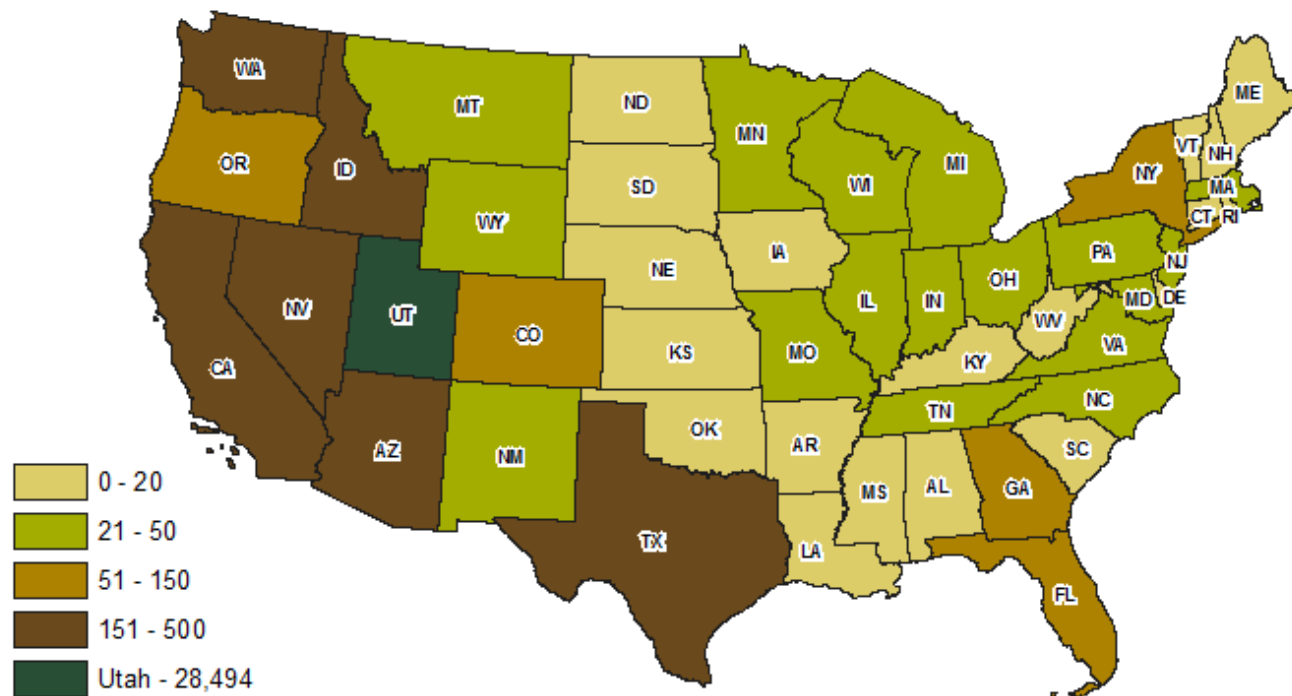 WA
MT
ND
MN
ME
OR
ID
SD
WI
MI
VT
NH
NY
MA
CT
RI
WY
NE
IA
PA
NJ
NV
UT
CO
IL
IN
OH
MD
DE
WV
VA
CA
KS
MO
KY
AZ
NM
OK
AR
TN
NC
SC
TX
LA
MS
AL
GA
FL
0 - 20
21 - 50
51 - 150
151 - 500
Utah - 28,494